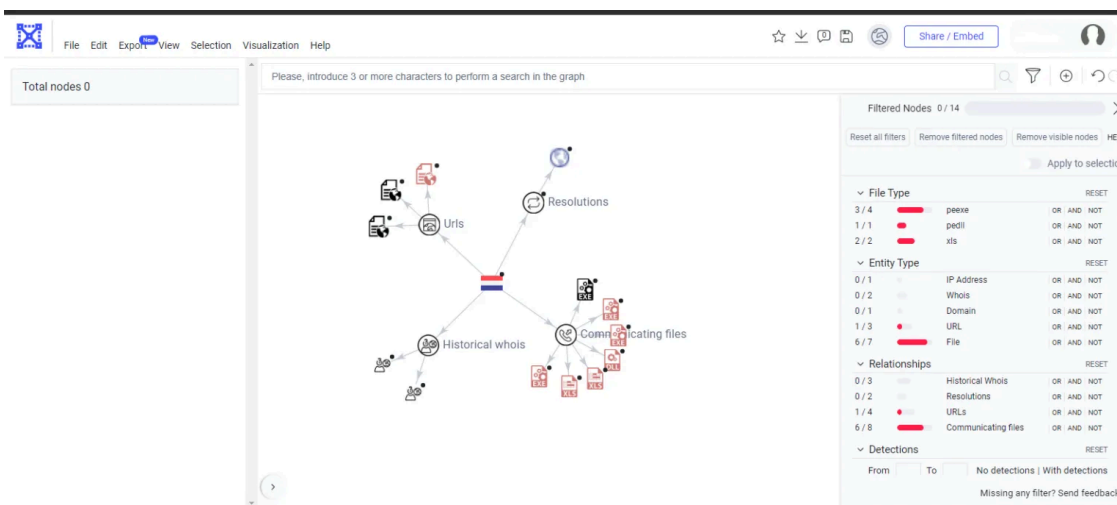 File Edit Export New View Selection Visualization Help
Share / Embed
Total nodes 0
Please, introduce 3 or more characters to perform a search in the graph
Resolutions
Urls
Historical whois
Communicating files
EXE
EXE
EXE
DLL
EXE
XLS
XLS
Filtered Nodes 0 / 14
Reset all filters Remove filtered nodes Remove visible nodes HE
Apply to selectio
File Type RESET
3 / 4 peexe OR AND NOT
1 / 1 pedll OR AND NOT
2 / 2 xls OR AND NOT
Entity Type RESET
0 / 1 IP Address OR AND NOT
0 / 2 Whois OR AND NOT
0 / 1 Domain OR AND NOT
1 / 3 URL OR AND NOT
6 / 7 File OR AND NOT
Relationships RESET
0 / 3 Historical Whois OR AND NOT
0 / 2 Resolutions OR AND NOT
1 / 4 URLs OR AND NOT
6 / 8 Communicating files OR AND NOT
Detections RESET
From To No detections | With detections
Missing any filter? Send feedback